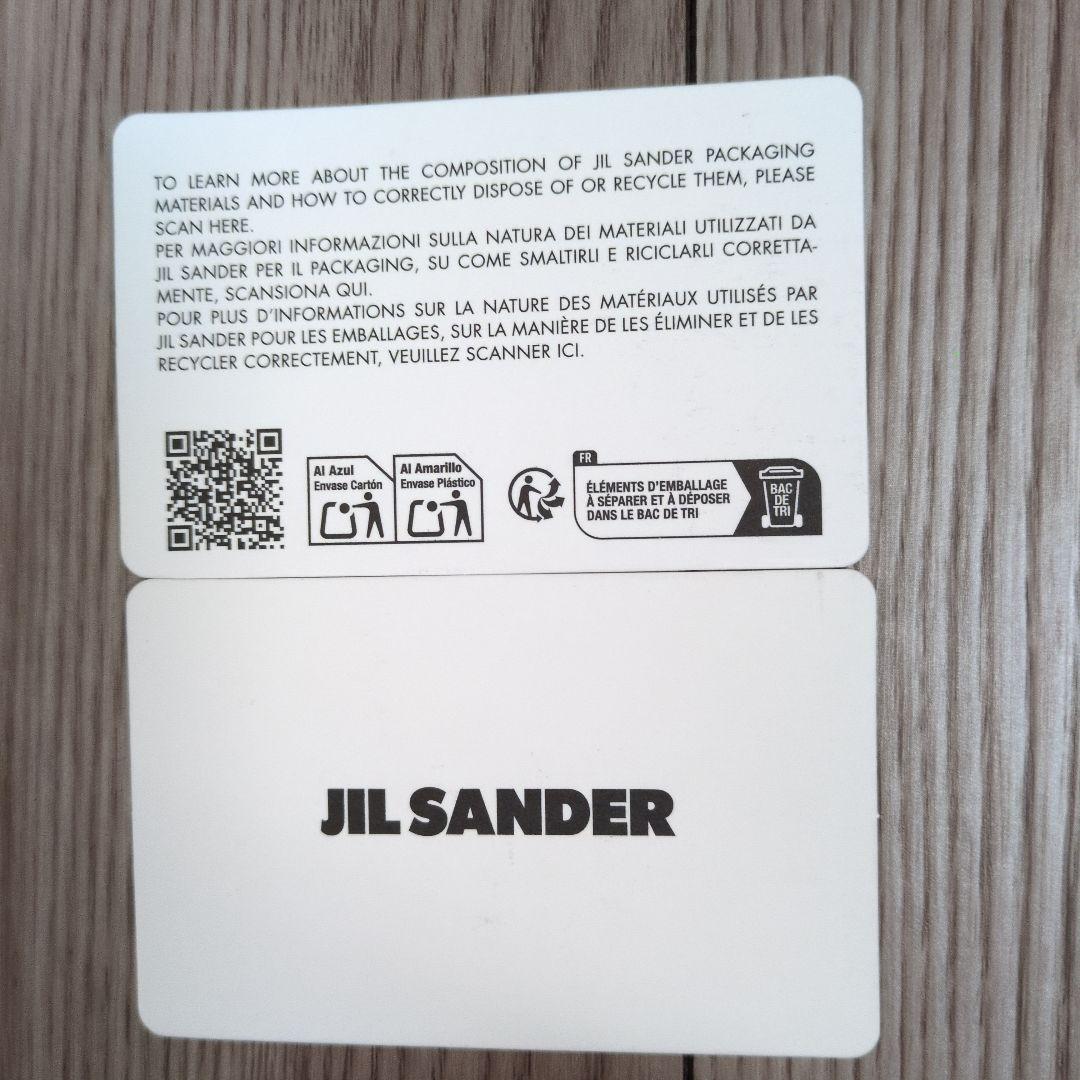 TO LEARN MORE ABOUT THE COMPOSITION OF JIL SANDER PACKAGING
MATERIALS AND HOW TO CORRECTLY DISPOSE OF OR RECYCLE THEM, PLEASE
SCAN HERE.
PER MAGGIORI INFORMAZIONI SULLA NATURA DEI MATERIALI UTILIZZATI DA
JIL SANDER PER IL PACKAGING, SU COME SMALTIRLI E RICICLARLI CORRETTA-
MENTE, SCANSIONA QUI.
POUR PLUS D'INFORMATIONS SUR LA NATURE DES MATÉRIAUX UTILISÉS PAR
JIL SANDER POUR LES EMBALLAGES, SUR LA MANIÈRE DE LES ÉLIMINER ET DE LES
RECYCLER CORRECTEMENT, VEUILLEZ SCANNER ICI.
Al Azul
Envase Cartón
Al Amarillo
Envase Plástico
FR
ÉLÉMENTS D'EMBALLAGE
À SÉPARER ET À DÉPOSER
DANS LE BAC DE TRI
BAC
DE
TRI
JIL SANDER